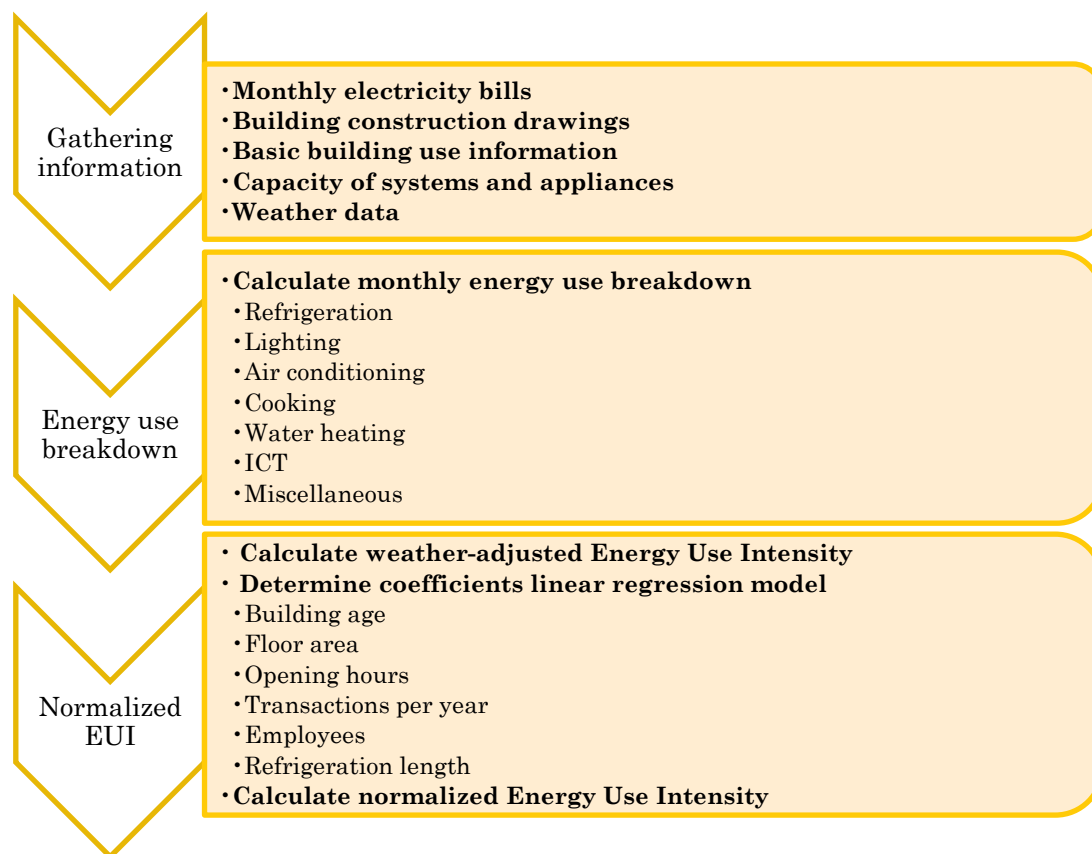 Gathering
information
·Monthly electricity bills
·Building construction drawings
·Basic building use information
·Capacity of systems and appliances
·Weather data
Energy use
breakdown
·Calculate monthly energy use breakdown
·Refrigeration
·Lighting
·Air conditioning
·Cooking
·Water heating
·ICT
·Miscellaneous
Normalized
EUI
· Calculate weather-adjusted Energy Use Intensity
· Determine coefficients linear regression model
·Building age
·Floor area
·Opening hours
·Transactions per year
·Employees
·Refrigeration length
·Calculate normalized Energy Use Intensity